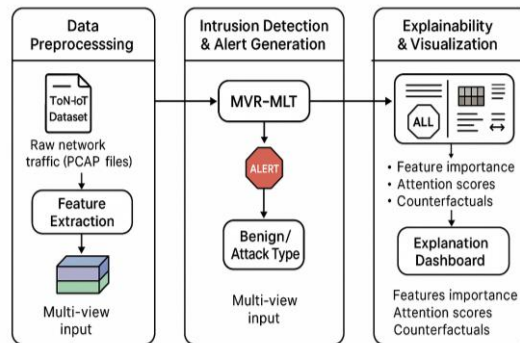 Data
Preprocesssing
ToN-IoT
Dataset
Raw network
traffic (PCAP files)
Feature
Extraction
Multi-view
input
Intrusion Detection
& Alert Generation
MVR-MLT
ALERT
Benign/
Attack Type
Multi-view
input
Explainability
& Visualization
ALL
• Feature importance
• Attention scores
• Counterfactuals
Explanation
Dashboard
Features importance
Attention scores
Counterfactuals